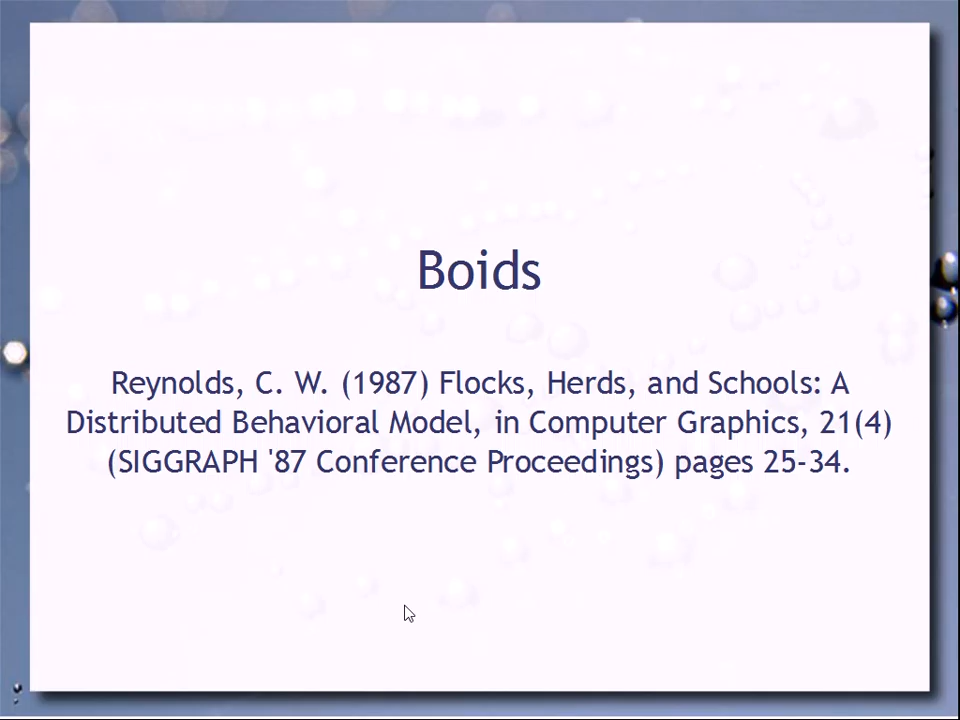 Boids
Reynolds, C. W. (1987) Flocks, Herds, and Schools: A
Distributed Behavioral Model, in Computer Graphics, 21(4)
(SIGGRAPH '87 Conference Proceedings) pages 25-34.